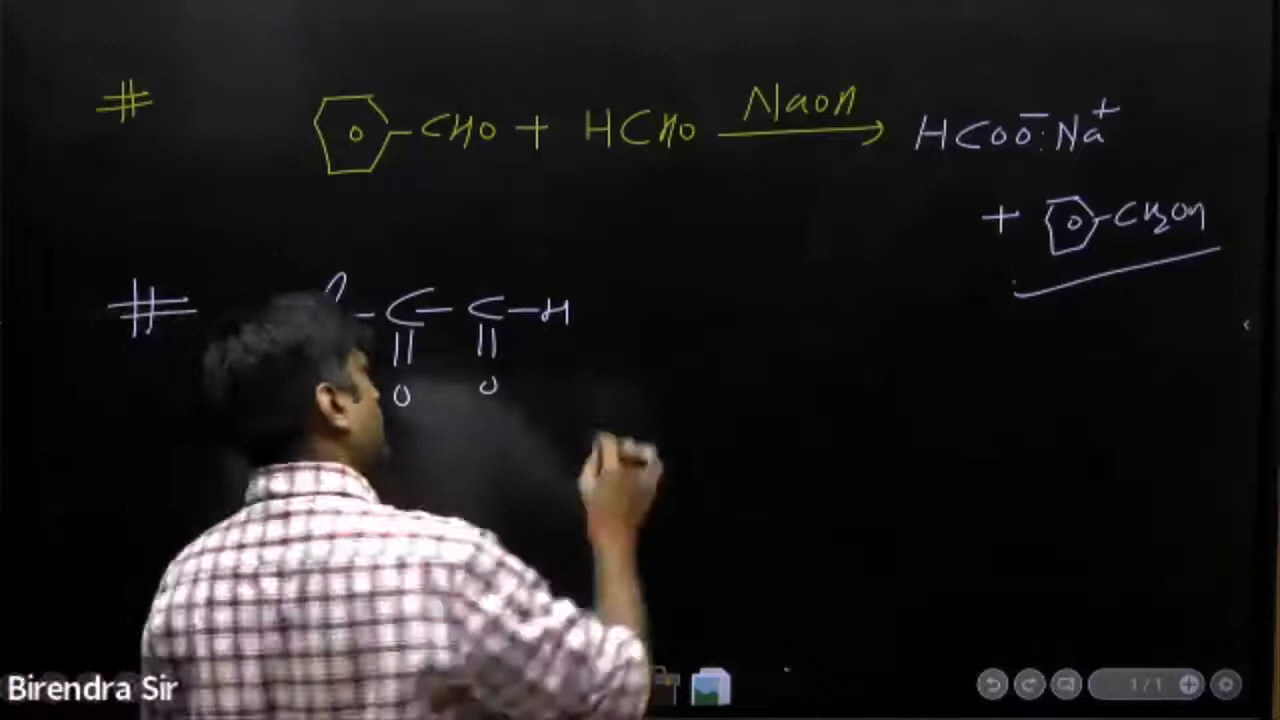 # CHO + HCHO NaOH HCOO⁻:Na⁺
+ CH₂OH
# - C - C - H
O O
Birendra Sir
1/1